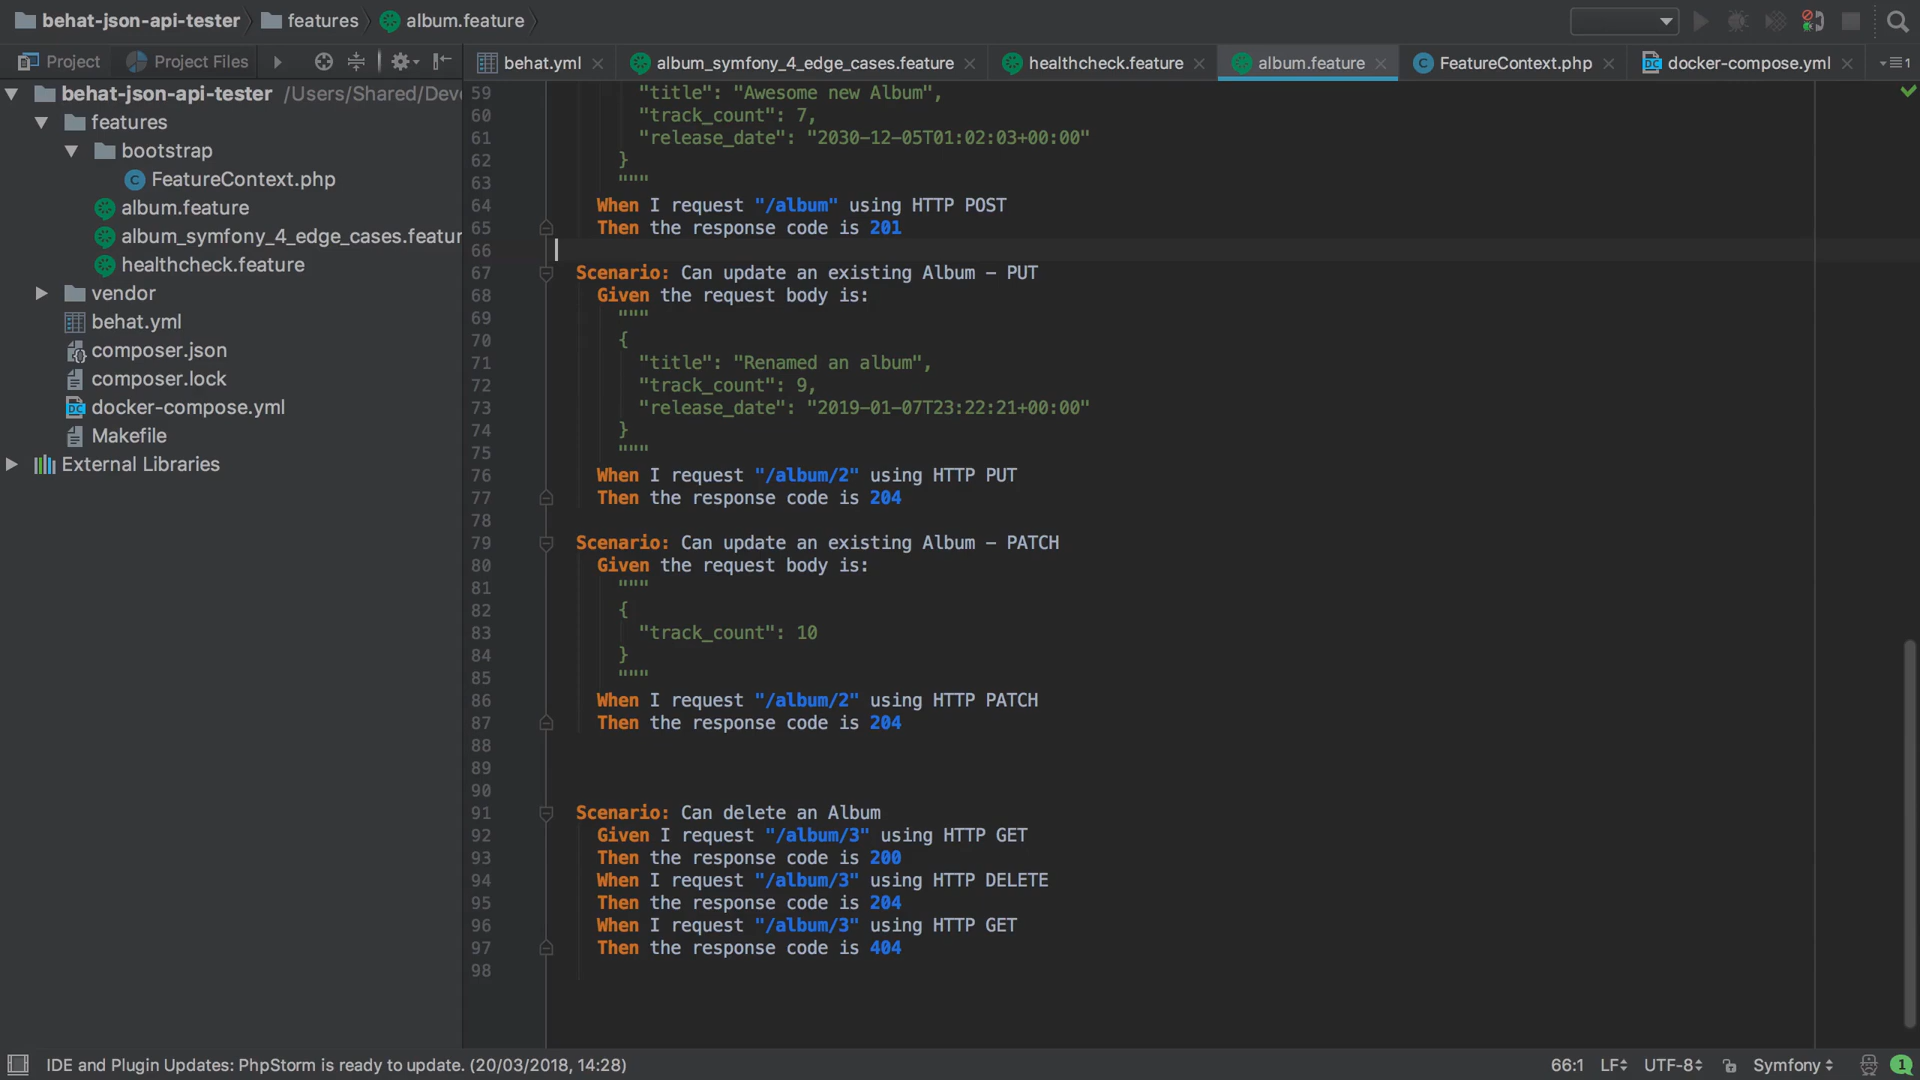 behat-json-api-tester features album.feature
Project Project Files
behat.yml album_symfony_4_edge_cases.feature healthcheck.feature album.feature FeatureContext.php docker-compose.yml 1
behat-json-api-tester /Users/Shared/Deve
features
bootstrap
FeatureContext.php
album.feature
album_symfony_4_edge_cases.featur
healthcheck.feature
vendor
behat.yml
composer.json
composer.lock
docker-compose.yml
Makefile
External Libraries
59 "title": "Awesome new Album",
60 "track_count": 7,
61 "release_date": "2030-12-05T01:02:03+00:00"
62 }
63 """
64 When I request "/album" using HTTP POST
65 Then the response code is 201
66
67 Scenario: Can update an existing Album – PUT
68 Given the request body is:
69 """
70 {
71 "title": "Renamed an album",
72 "track_count": 9,
73 "release_date": "2019-01-07T23:22:21+00:00"
74 }
75 """
76 When I request "/album/2" using HTTP PUT
77 Then the response code is 204
78
79 Scenario: Can update an existing Album – PATCH
80 Given the request body is:
81 """
82 {
83 "track_count": 10
84 }
85 """
86 When I request "/album/2" using HTTP PATCH
87 Then the response code is 204
88
89
90
91 Scenario: Can delete an Album
92 Given I request "/album/3" using HTTP GET
93 Then the response code is 200
94 When I request "/album/3" using HTTP DELETE
95 Then the response code is 204
96 When I request "/album/3" using HTTP GET
97 Then the response code is 404
98
IDE and Plugin Updates: PhpStorm is ready to update. (20/03/2018, 14:28) 66:1 LF UTF-8 Symfony 1